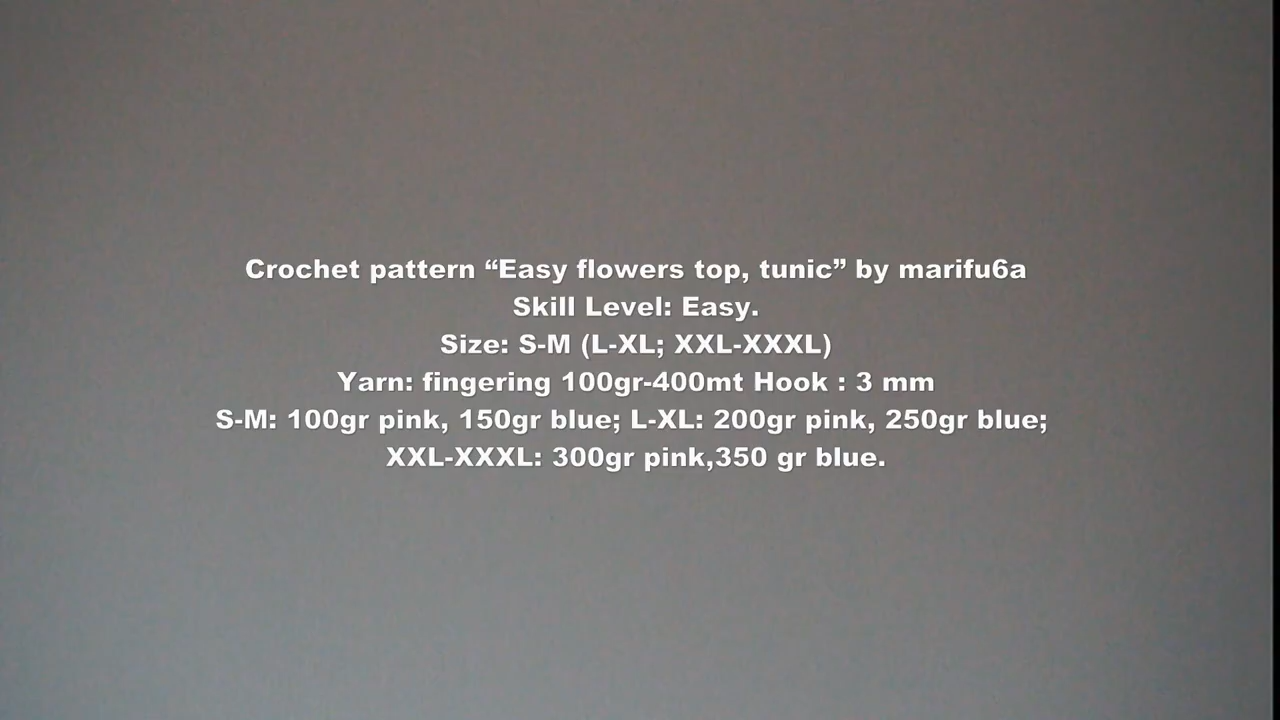 Crochet pattern “Easy flowers top, tunic” by marifu6a
Skill Level: Easy.
Size: S-M (L-XL; XXL-XXXL)
Yarn: fingering 100gr-400mt Hook : 3 mm
S-M: 100gr pink, 150gr blue; L-XL: 200gr pink, 250gr blue;
XXL-XXXL: 300gr pink,350 gr blue.